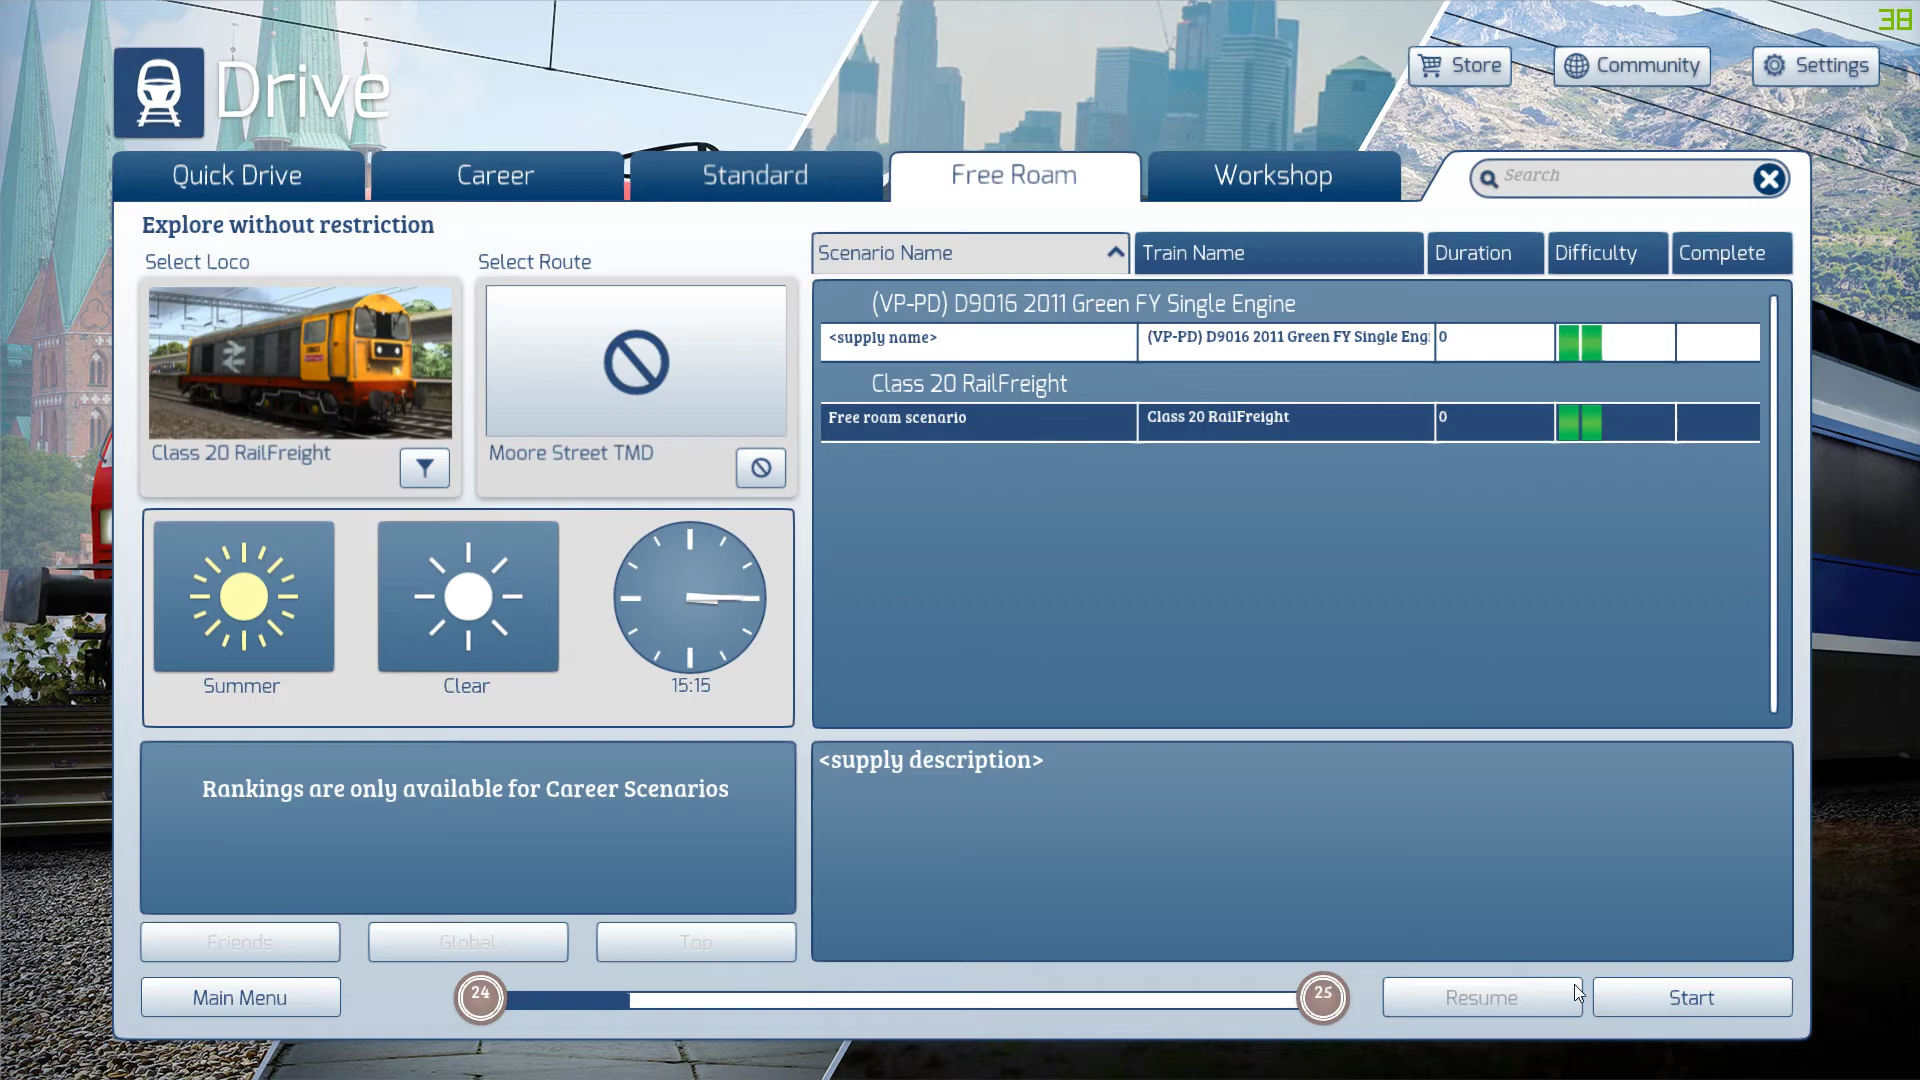 38
Drive
Store
Community
Settings
Quick Drive
Career
Standard
Free Roam
Workshop
Search
Explore without restriction
Select Loco
Select Route
Class 20 RailFreight
Moore Street TMD
Summer
Clear
15:15
Scenario Name
Train Name
Duration
Difficulty
Complete
(VP-PD) D9016 2011 Green FY Single Engine
<supply name>
(VP-PD) D9016 2011 Green FY Single Engi
0
Class 20 RailFreight
Free roam scenario
Class 20 RailFreight
0
Rankings are only available for Career Scenarios
<supply description>
Friends
Global
Top
Main Menu
24
25
Resume
Start